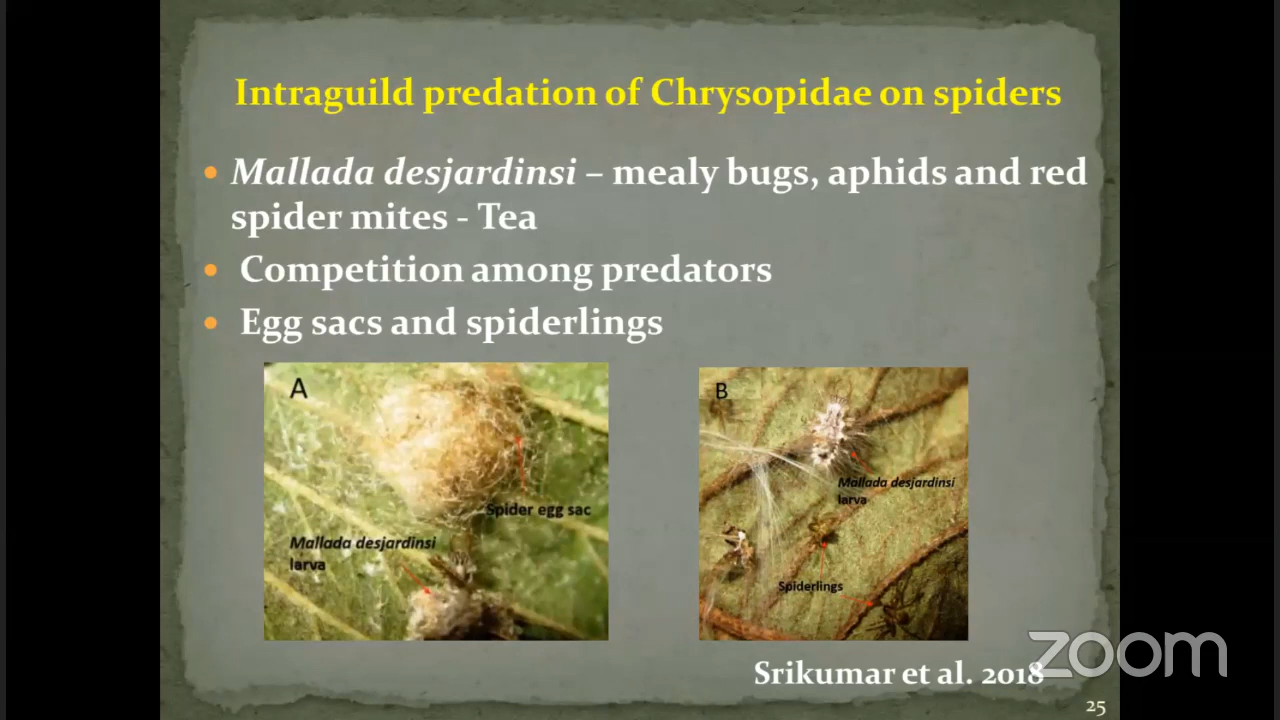 Intraguild predation of Chrysopidae on spiders
• Mallada desjardinsi – mealy bugs, aphids and red
spider mites - Tea
• Competition among predators
• Egg sacs and spiderlings
A
Spider egg sac
Mallada desjardinsi
larva
B
Mallada desjardinsi
larva
Spiderlings
Srikumar et al. 2018
zoom
25